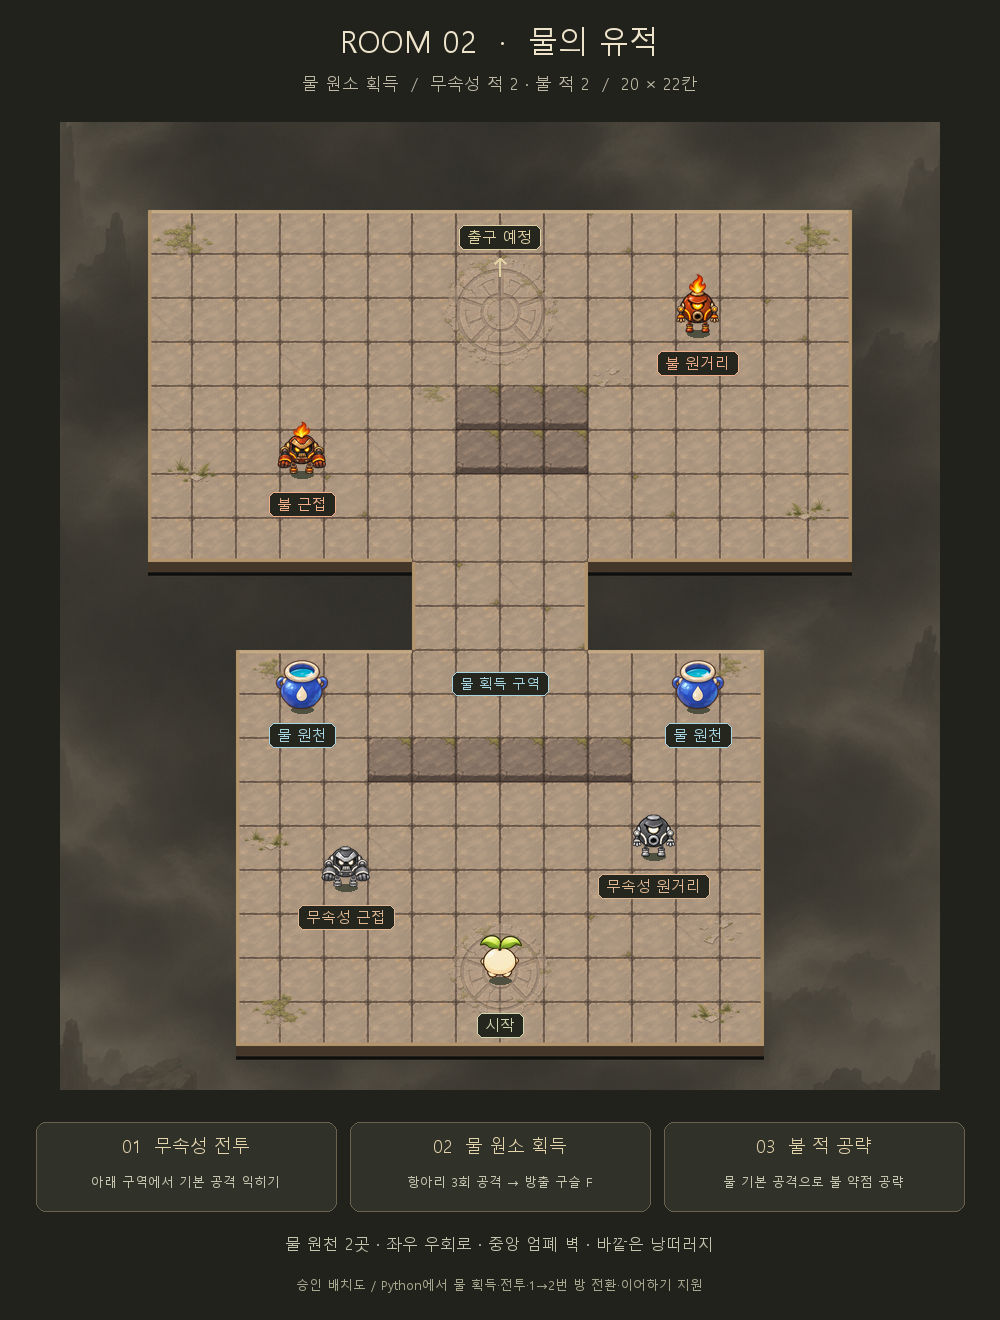 ROOM 02 · 물의 유적
물 원소 획득 / 무속성 적 2 · 불 적 2 / 20 × 22칸
출구 예정
↑
불 원거리
불 근접
물 획득 구역
물 원천
물 원천
무속성 원거리
무속성 근접
시작
01 무속성 전투
아래 구역에서 기본 공격 익히기
02 물 원소 획득
항아리 3회 공격 → 방출 구슬 F
03 불 적 공략
물 기본 공격으로 불 약점 공략
물 원천 2곳 · 좌우 우회로 · 중앙 엄폐 벽 · 바깥은 낭떠러지
승인 배치도 / Python에서 물 획득·전투·1→2번 방 전환·이어하기 지원